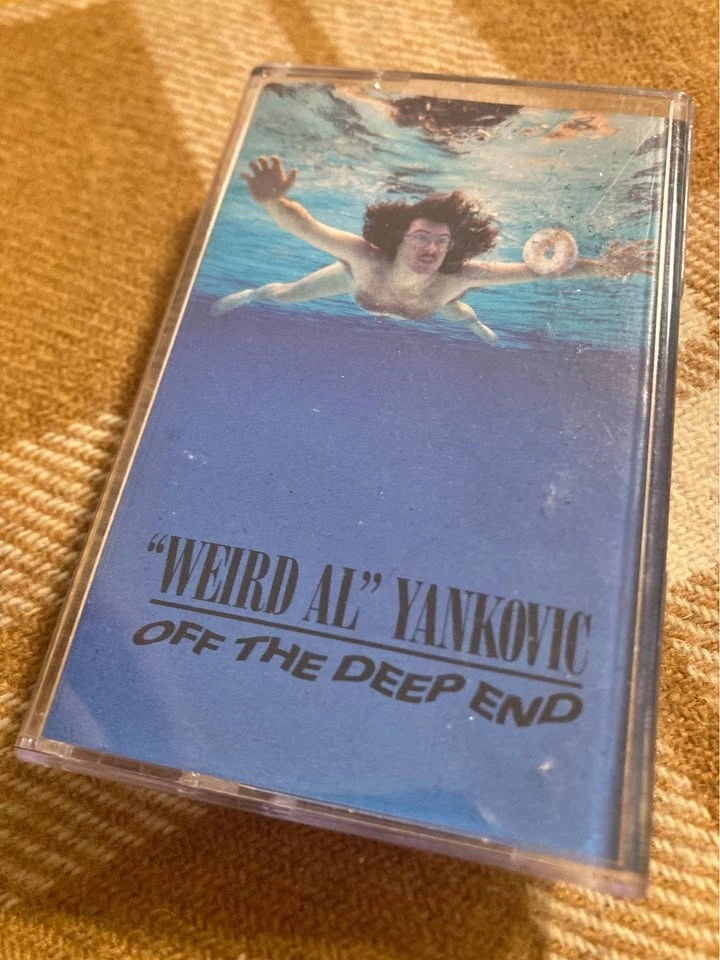 “WEIRD AL” YANKOVIC
OFF THE DEEP END